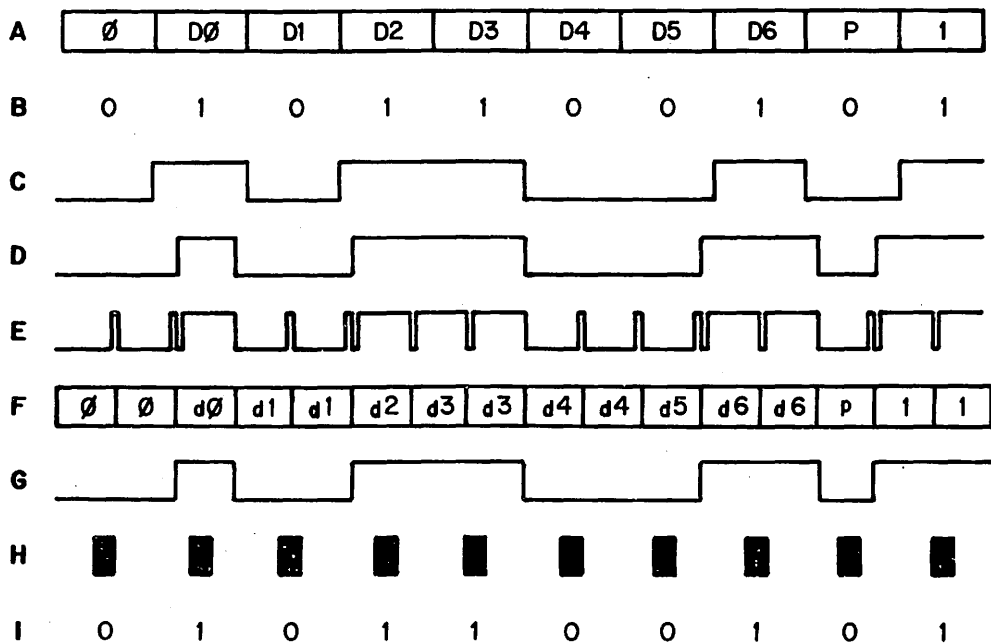 A Ø DØ D1 D2 D3 D4 D5 D6 P 1
B 0 1 0 1 1 0 0 1 0 1
C
D
E
F Ø Ø dØ d1 d1 d2 d3 d3 d4 d4 d5 d6 d6 p 1 1
G
H
I 0 1 0 1 1 0 0 1 0 1